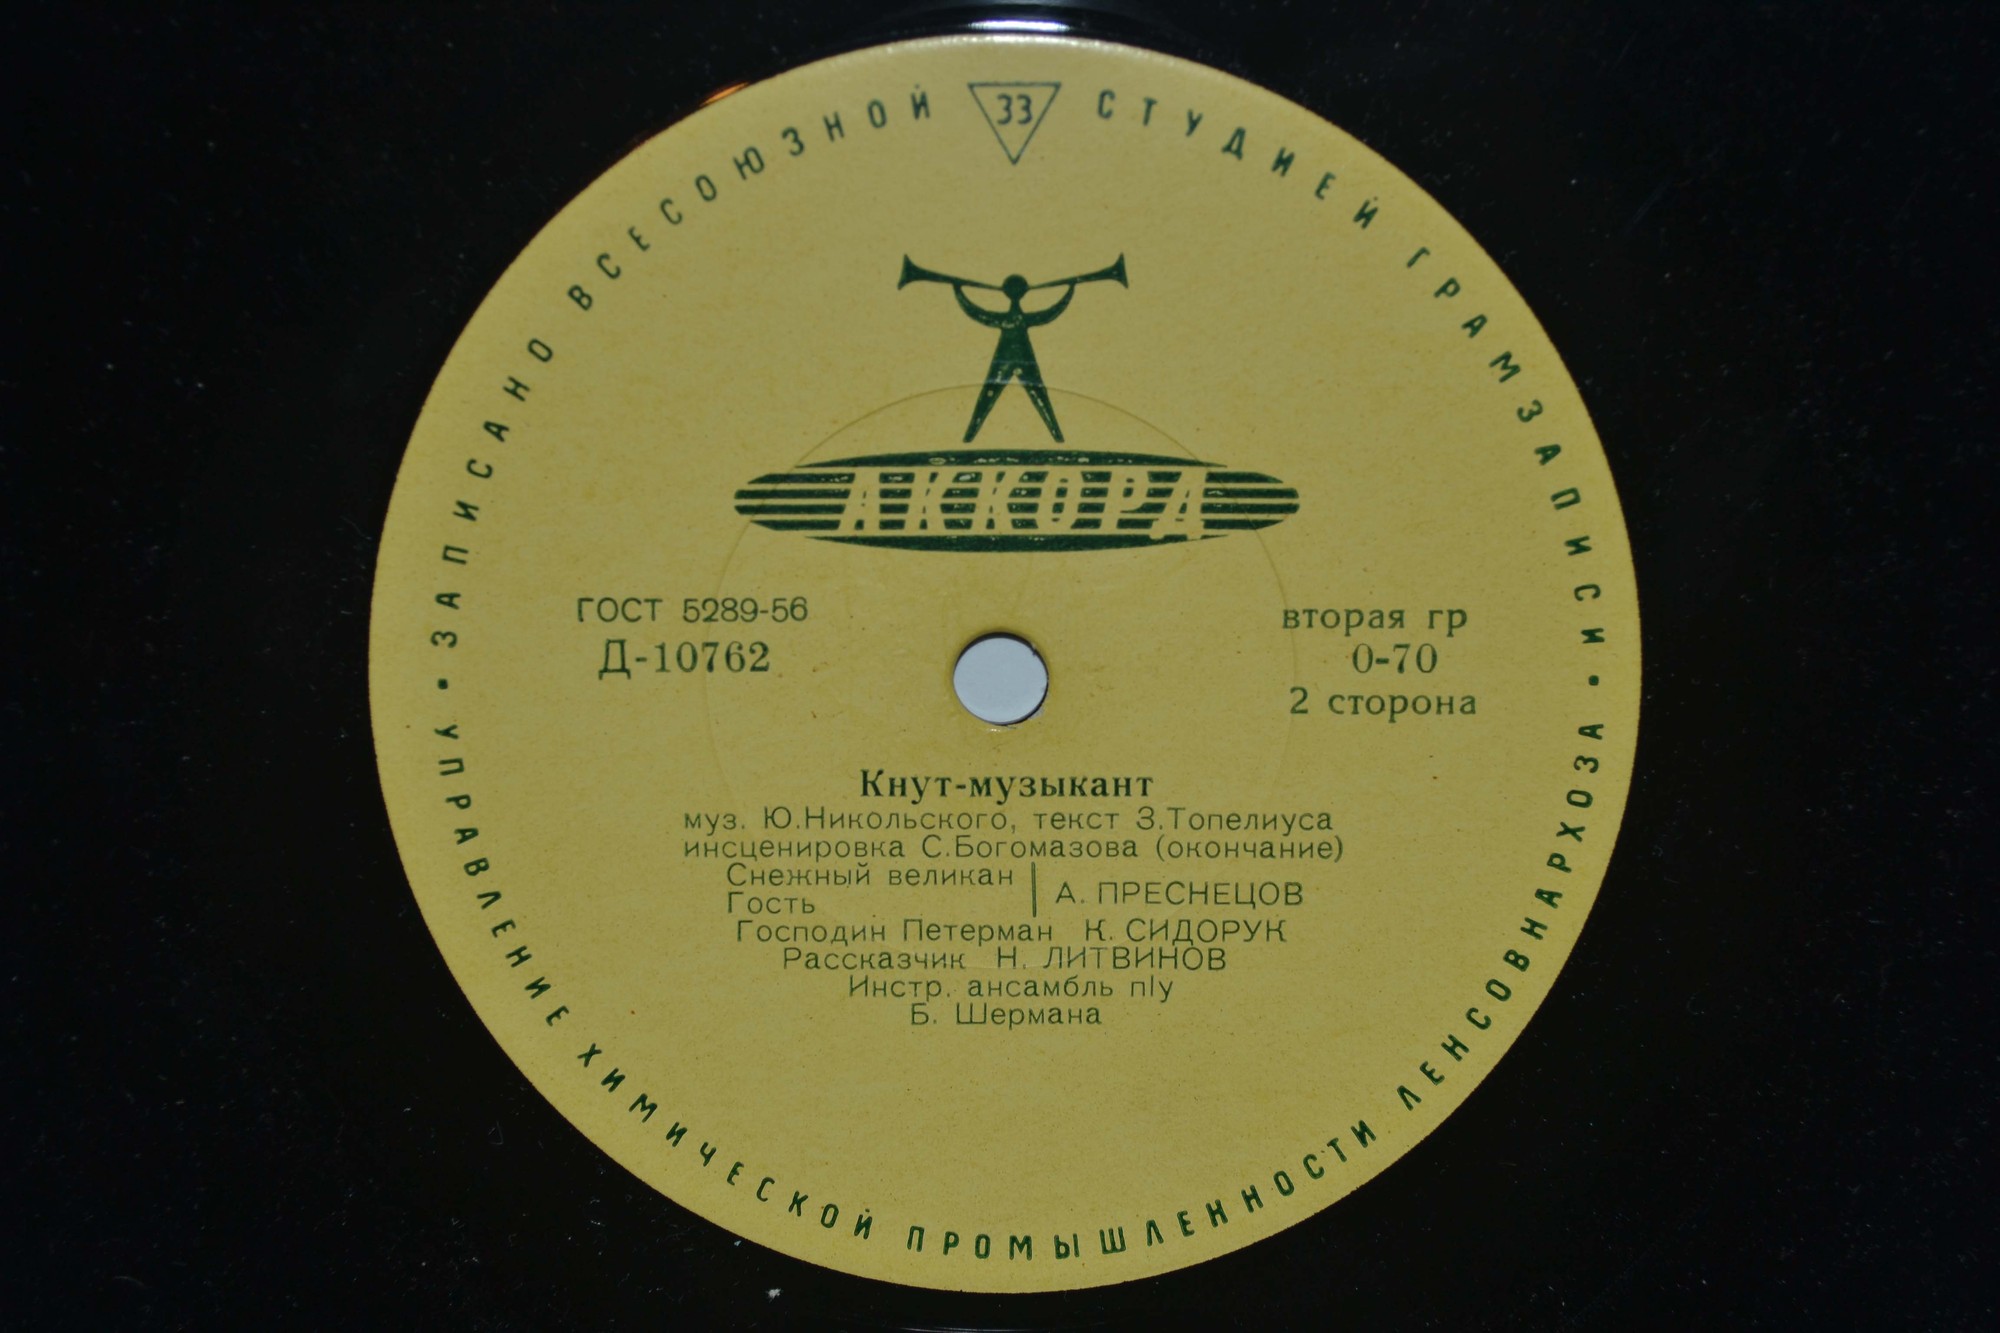 ЗАПИСАНО ВСЕСОЮЗНОЙ 33 СТУДИЕЙ ГРАМЗАПИСИ •
АККОРД
ГОСТ 5289-56
Д-10762
вторая гр
0-70
2 сторона
Кнут-музыкант
муз. Ю.Никольского, текст З.Топелиуса
инсценировка С.Богомазова (окончание)
Снежный великан
Гость
А. ПРЕСНЕЦОВ
Господин Петерман К. СИДОРУК
Рассказчик Н. ЛИТВИНОВ
Инстр. ансамбль п/у
Б. Шермана
УПРАВЛЕНИЕ ХИМИЧЕСКОЙ ПРОМЫШЛЕННОСТИ ЛЕНСОВНАРХОЗА •